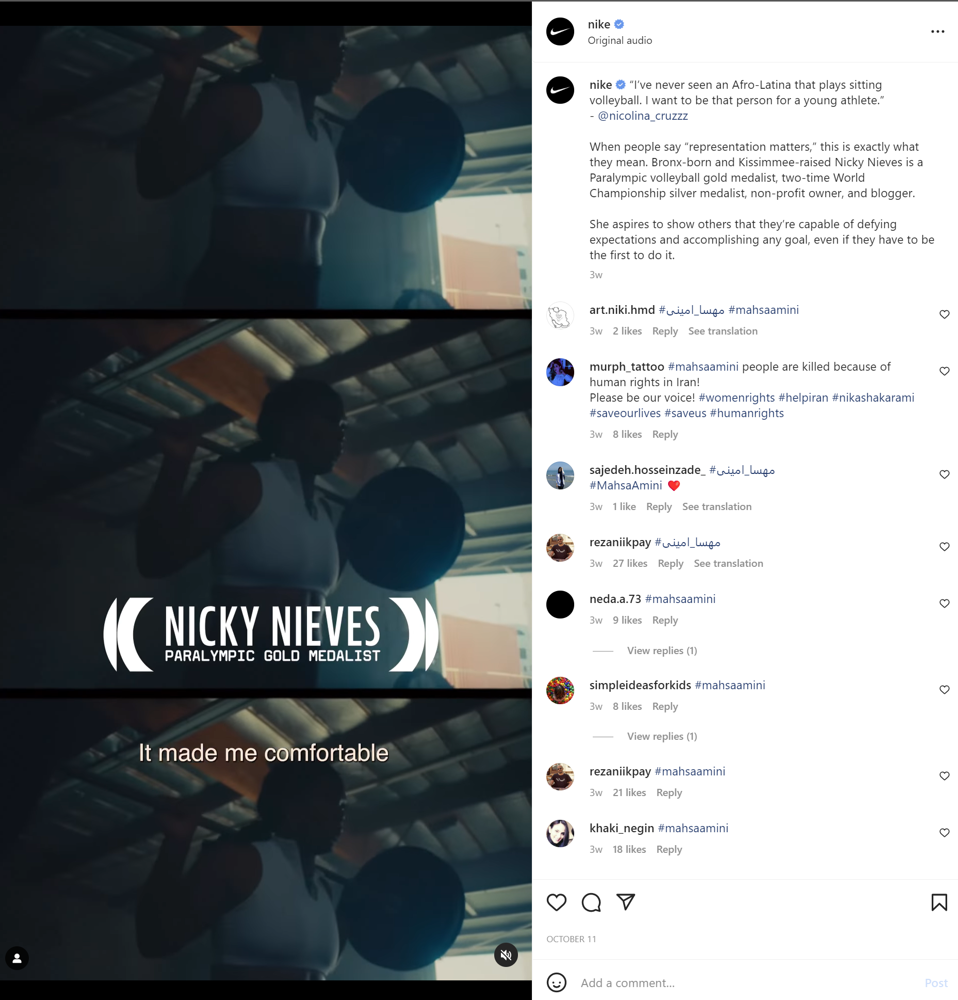 NICKY NIEVES
PARALYMPIC GOLD MEDALIST
It made me comfortable
nike
Original audio
nike “I’ve never seen an Afro-Latina that plays sitting
volleyball. I want to be that person for a young athlete.”
- @nicolina_cruzzz
When people say “representation matters,” this is exactly what
they mean. Bronx-born and Kissimmee-raised Nicky Nieves is a
Paralympic volleyball gold medalist, two-time World
Championship silver medalist, non-profit owner, and blogger.
She aspires to show others that they’re capable of defying
expectations and accomplishing any goal, even if they have to be
the first to do it.
3w
art.niki.hmd #مهسا_امینی #mahsaamini
3w 2 likes Reply See translation
murph_tattoo #mahsaamini people are killed because of
human rights in Iran!
Please be our voice! #womenrights #helpiran #nikashakarami
#saveourlives #saveus #humanrights
3w 8 likes Reply
sajedeh.hosseinzade_ #مهسا_امینی
#MahsaAmini ❤️
3w 1 like Reply See translation
rezaniikpay #مهسا_امینی
3w 27 likes Reply See translation
neda.a.73 #mahsaamini
3w 9 likes Reply
View replies (1)
simpleideasforkids #mahsaamini
3w 8 likes Reply
View replies (1)
rezaniikpay #mahsaamini
3w 21 likes Reply
khaki_negin #mahsaamini
3w 18 likes Reply
OCTOBER 11
Add a comment...
Post